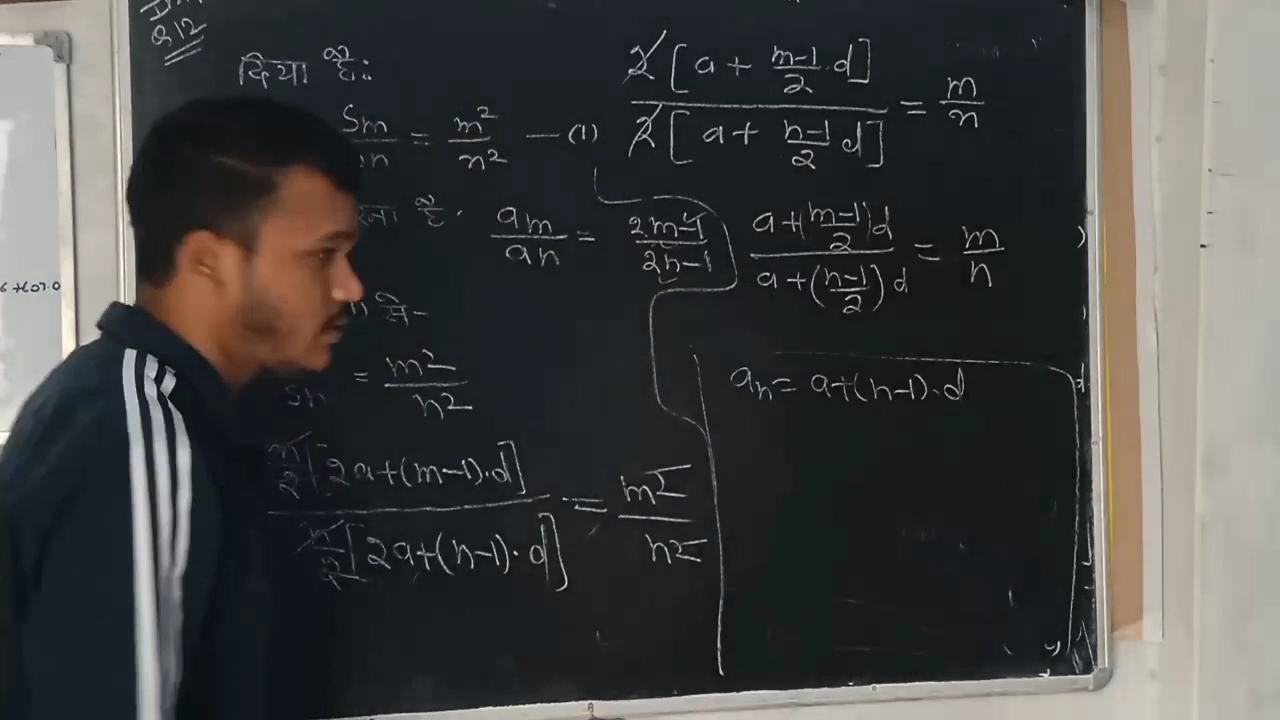 Q12
दिया है:
Sm/Sn = m²/n² — (1)
है. am/an = 2m-1/2n-1
से-
Sn = m²/n²
m/2[2a+(m-1)·d] / n/2[2a+(n-1)·d] = m²/n²
2[a + m-1/2·d] / 2[a + n-1/2 d] = m/n
a+(m-1/2)d / a+(n-1/2)d = m/n
an = a+(n-1)·d